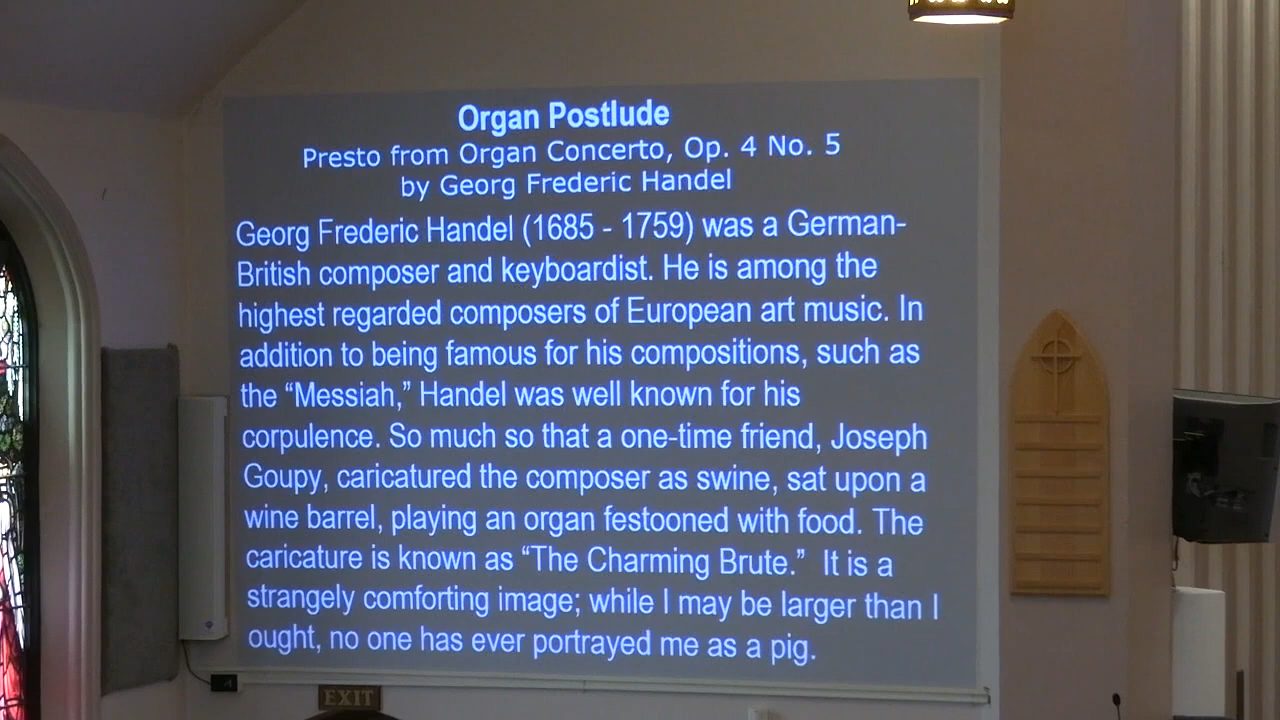 Organ Postlude
Presto from Organ Concerto, Op. 4 No. 5
by Georg Frederic Handel
Georg Frederic Handel (1685 - 1759) was a German-
British composer and keyboardist. He is among the
highest regarded composers of European art music. In
addition to being famous for his compositions, such as
the “Messiah,” Handel was well known for his
corpulence. So much so that a one-time friend, Joseph
Goupy, caricatured the composer as swine, sat upon a
wine barrel, playing an organ festooned with food. The
caricature is known as “The Charming Brute.”  It is a
strangely comforting image; while I may be larger than I
ought, no one has ever portrayed me as a pig.
EXIT